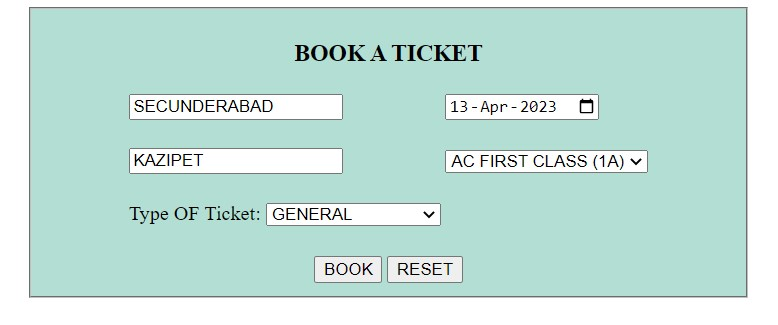 BOOK A TICKET
SECUNDERABAD 13-Apr-2023
KAZIPET AC FIRST CLASS (1A)
Type OF Ticket: GENERAL
BOOK RESET